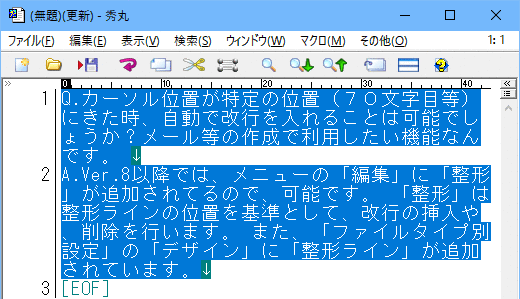 (無題)(更新) - 秀丸
ファイル(F) 編集(E) 表示(V) 検索(S) ウィンドウ(W) マクロ(M) その他(O) 1: 1
0 10 20 30 40
1 Q.カーソル位置が特定の位置（７０文字目等）
にきた時、自動で改行を入れることは可能でし
ょうか？メール等の作成で利用したい機能なん
です。 ↓
2 A.Ver.8以降では、メニューの「編集」に「整形
」が追加されてるので、可能です。 「整形」は
整形ラインの位置を基準として、改行の挿入や
、削除を行います。 また、「ファイルタイプ別
設定」の「デザイン」に「整形ライン」が追加
されています。↓
3 [EOF]